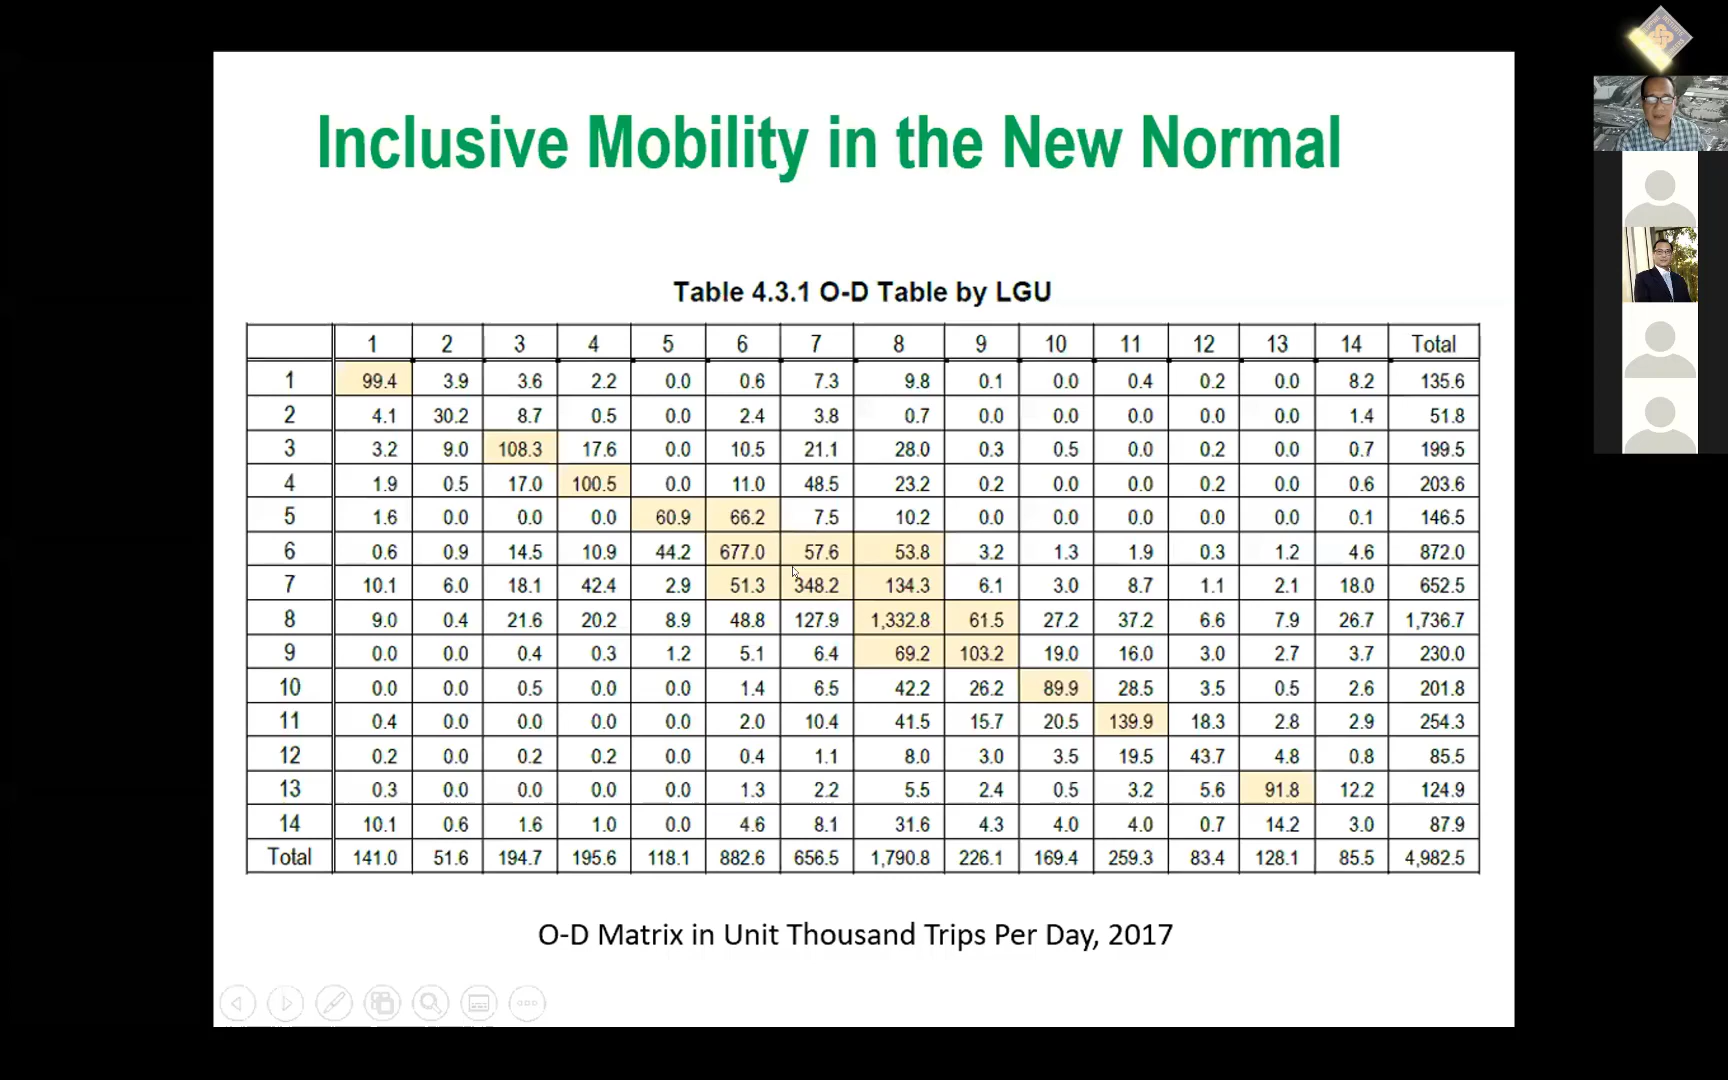 Inclusive Mobility in the New Normal
Table 4.3.1 O-D Table by LGU
1 2 3 4 5 6 7 8 9 10 11 12 13 14 Total
1 99.4 3.9 3.6 2.2 0.0 0.6 7.3 9.8 0.1 0.0 0.4 0.2 0.0 8.2 135.6
2 4.1 30.2 8.7 0.5 0.0 2.4 3.8 0.7 0.0 0.0 0.0 0.0 0.0 1.4 51.8
3 3.2 9.0 108.3 17.6 0.0 10.5 21.1 28.0 0.3 0.5 0.0 0.2 0.0 0.7 199.5
4 1.9 0.5 17.0 100.5 0.0 11.0 48.5 23.2 0.2 0.0 0.0 0.2 0.0 0.6 203.6
5 1.6 0.0 0.0 0.0 60.9 66.2 7.5 10.2 0.0 0.0 0.0 0.0 0.0 0.1 146.5
6 0.6 0.9 14.5 10.9 44.2 677.0 57.6 53.8 3.2 1.3 1.9 0.3 1.2 4.6 872.0
7 10.1 6.0 18.1 42.4 2.9 51.3 348.2 134.3 6.1 3.0 8.7 1.1 2.1 18.0 652.5
8 9.0 0.4 21.6 20.2 8.9 48.8 127.9 1,332.8 61.5 27.2 37.2 6.6 7.9 26.7 1,736.7
9 0.0 0.0 0.4 0.3 1.2 5.1 6.4 69.2 103.2 19.0 16.0 3.0 2.7 3.7 230.0
10 0.0 0.0 0.5 0.0 0.0 1.4 6.5 42.2 26.2 89.9 28.5 3.5 0.5 2.6 201.8
11 0.4 0.0 0.0 0.0 0.0 2.0 10.4 41.5 15.7 20.5 139.9 18.3 2.8 2.9 254.3
12 0.2 0.0 0.2 0.2 0.0 0.4 1.1 8.0 3.0 3.5 19.5 43.7 4.8 0.8 85.5
13 0.3 0.0 0.0 0.0 0.0 1.3 2.2 5.5 2.4 0.5 3.2 5.6 91.8 12.2 124.9
14 10.1 0.6 1.6 1.0 0.0 4.6 8.1 31.6 4.3 4.0 4.0 0.7 14.2 3.0 87.9
Total 141.0 51.6 194.7 195.6 118.1 882.6 656.5 1,790.8 226.1 169.4 259.3 83.4 128.1 85.5 4,982.5
O-D Matrix in Unit Thousand Trips Per Day, 2017